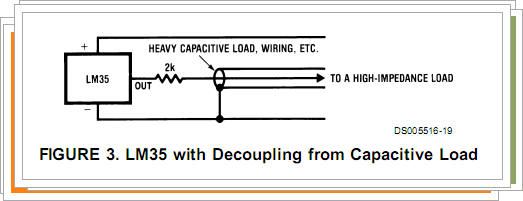 +
HEAVY CAPACITIVE LOAD, WIRING, ETC.
2k
LM35
OUT
TO A HIGH-IMPEDANCE LOAD
−
DS005516-19
FIGURE 3. LM35 with Decoupling from Capacitive Load